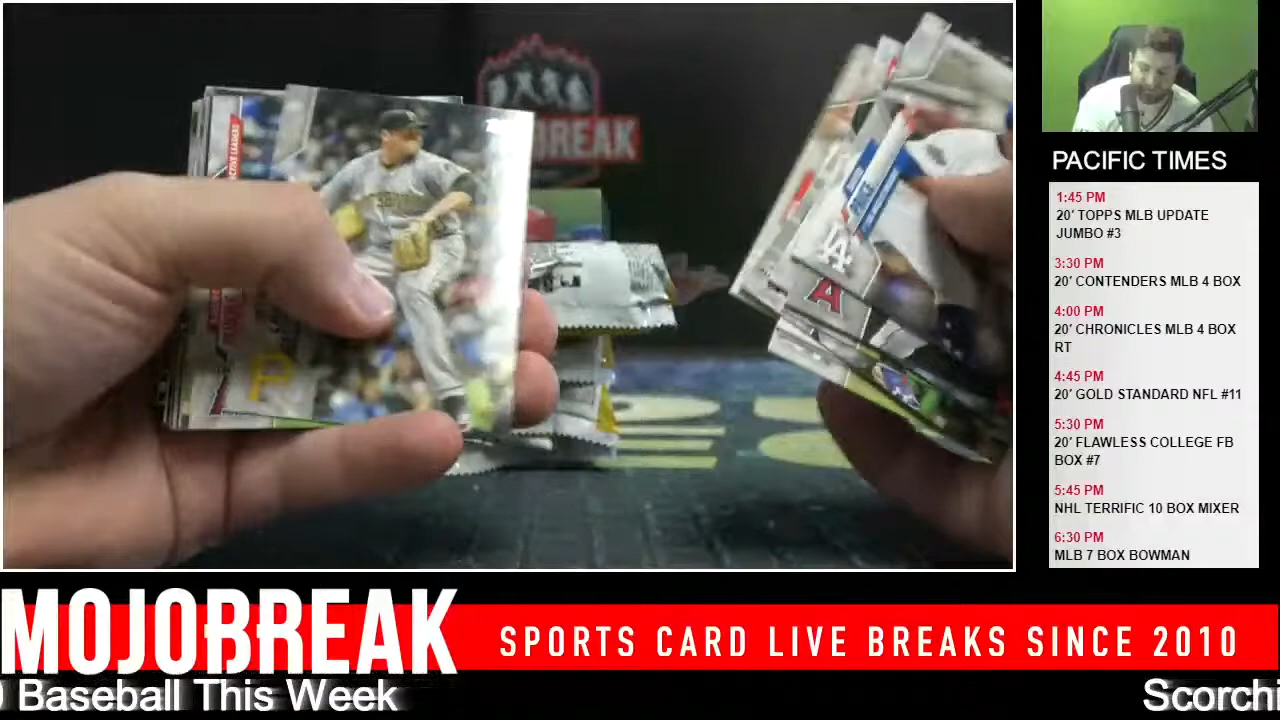 PACIFIC TIMES
1:45 PM
20' TOPPS MLB UPDATE
JUMBO #3
3:30 PM
20' CONTENDERS MLB 4 BOX
4:00 PM
20' CHRONICLES MLB 4 BOX
RT
4:45 PM
20' GOLD STANDARD NFL #11
5:30 PM
20' FLAWLESS COLLEGE FB
BOX #7
5:45 PM
NHL TERRIFIC 10 BOX MIXER
6:30 PM
MLB 7 BOX BOWMAN
LA
A
P
MOJOBREAK
SPORTS CARD LIVE BREAKS SINCE 2010
Baseball This Week
Scorchi